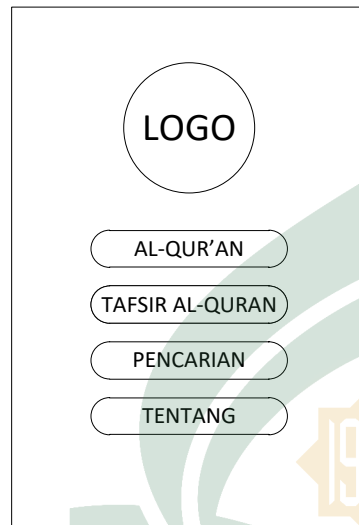 LOGO
AL-QUR’AN
TAFSIR AL-QURAN
PENCARIAN
TENTANG